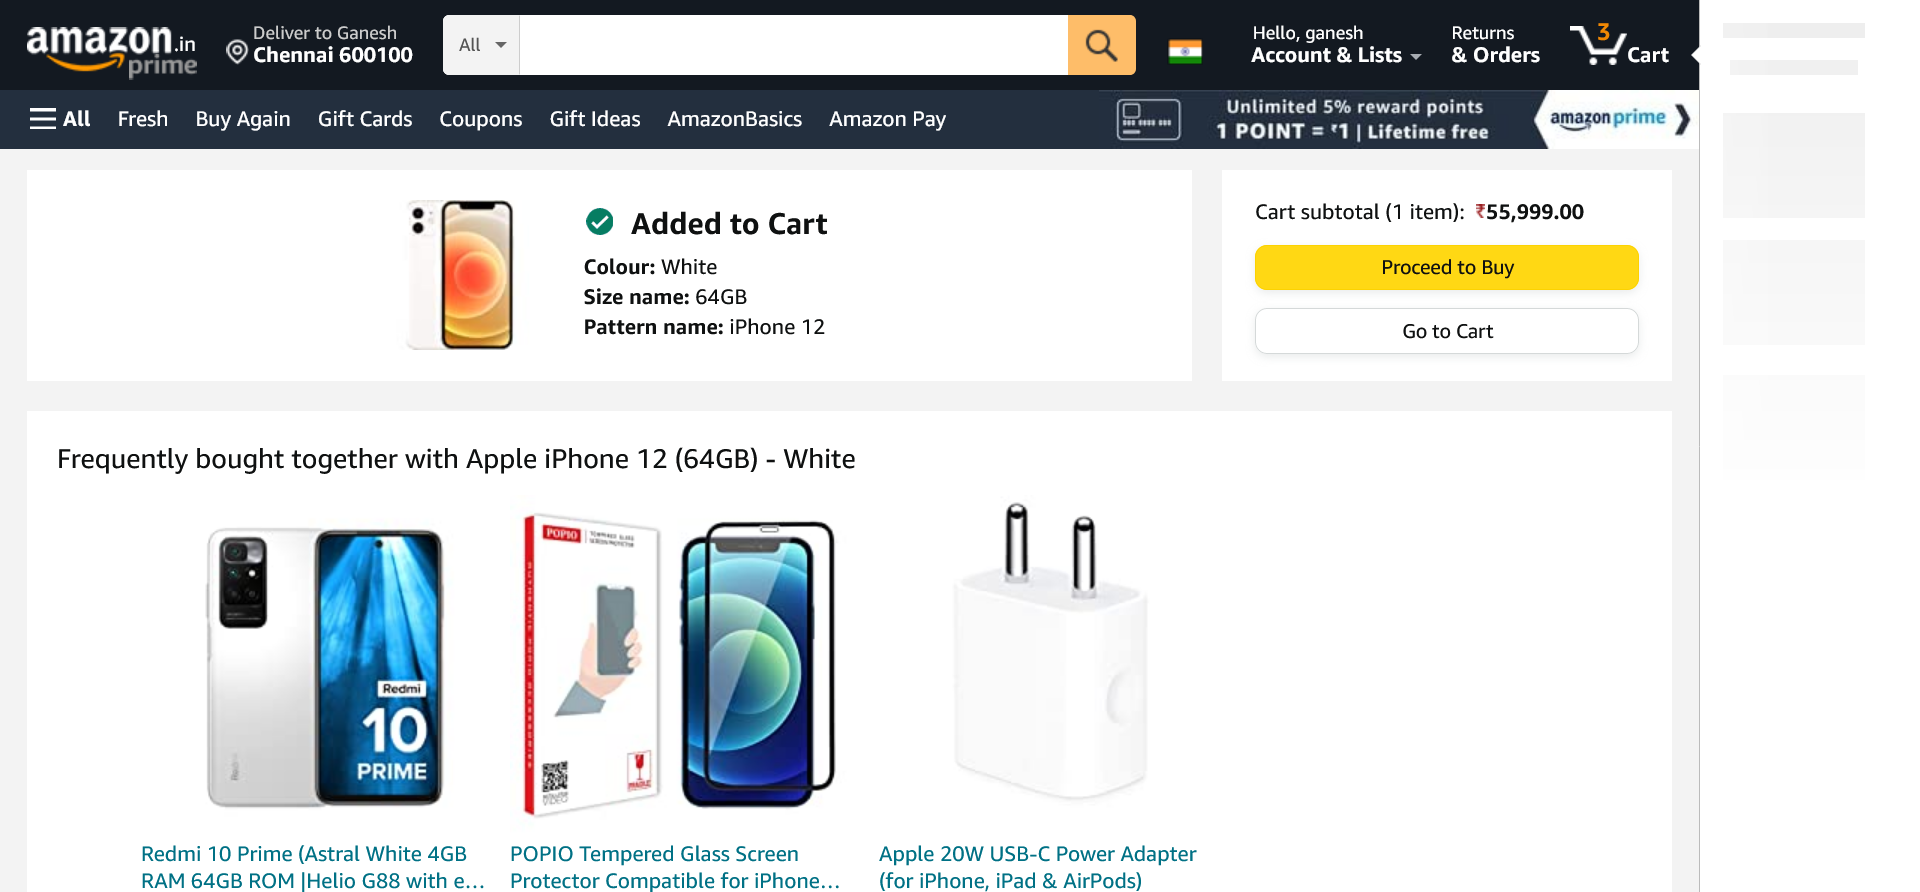 amazon.in
prime
Deliver to Ganesh
Chennai 600100
All
Hello, ganesh
Account & Lists
Returns
& Orders
3
Cart
All
Fresh
Buy Again
Gift Cards
Coupons
Gift Ideas
AmazonBasics
Amazon Pay
Unlimited 5% reward points
1 POINT = ₹1 | Lifetime free
amazon prime
Added to Cart
Colour: White
Size name: 64GB
Pattern name: iPhone 12
Cart subtotal (1 item): ₹55,999.00
Proceed to Buy
Go to Cart
Frequently bought together with Apple iPhone 12 (64GB) - White
Redmi
10
PRIME
Redmi
POPIO
TEMPERED GLASS
SCREEN PROTECTOR
Redmi 10 Prime (Astral White 4GB
RAM 64GB ROM |Helio G88 with e…
POPIO Tempered Glass Screen
Protector Compatible for iPhone…
Apple 20W USB-C Power Adapter
(for iPhone, iPad & AirPods)